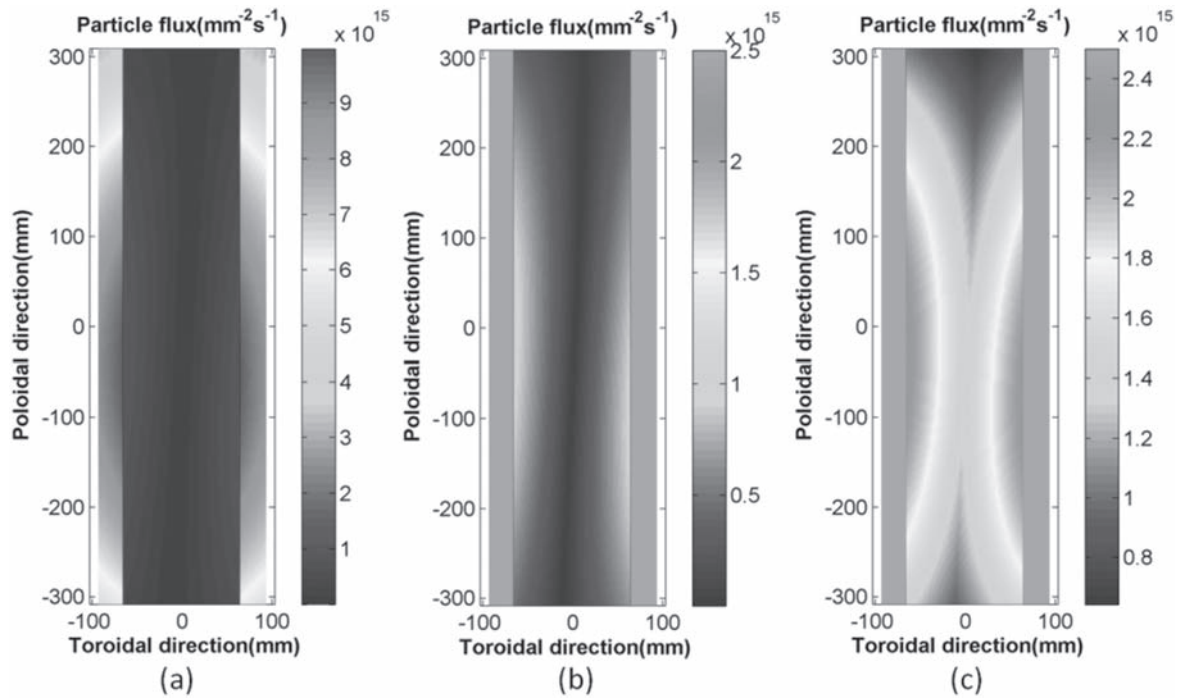 Particle flux(mm⁻²s⁻¹)
x 10¹⁵
300
200
100
0
-100
-200
-300
Poloidal direction(mm)
-100 0 100
Toroidal direction(mm)
9
8
7
6
5
4
3
2
1
(a)
Particle flux(mm⁻²s⁻¹)
x 10¹⁵
300
200
100
0
-100
-200
-300
Poloidal direction(mm)
-100 0 100
Toroidal direction(mm)
2.5
2
1.5
1
0.5
(b)
Particle flux(mm⁻²s⁻¹)
x 10¹⁵
300
200
100
0
-100
-200
-300
Poloidal direction(mm)
-100 0 100
Toroidal direction(mm)
2.4
2.2
2
1.8
1.6
1.4
1.2
1
0.8
(c)